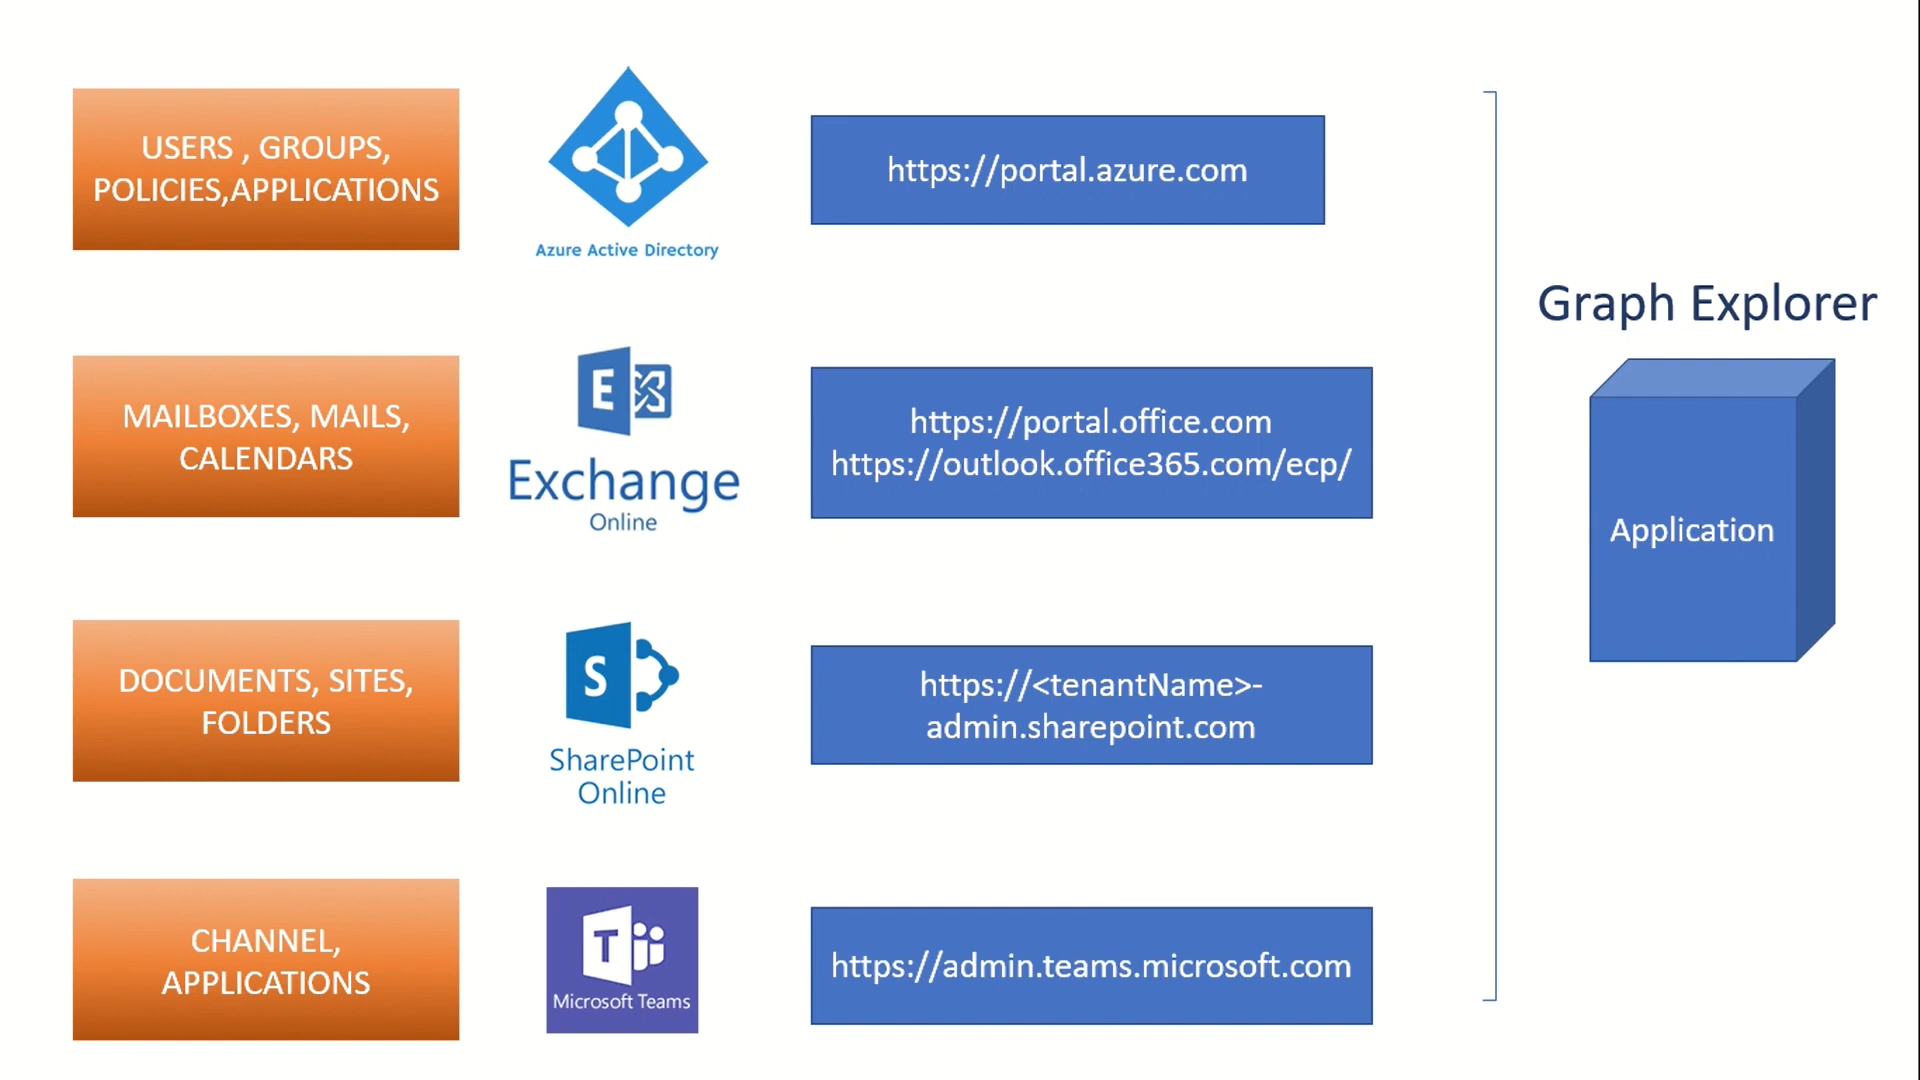 USERS , GROUPS,
POLICIES,APPLICATIONS
Azure Active Directory
https://portal.azure.com
MAILBOXES, MAILS,
CALENDARS
E
Exchange
Online
https://portal.office.com
https://outlook.office365.com/ecp/
DOCUMENTS, SITES,
FOLDERS
S
SharePoint
Online
https://<tenantName>-
admin.sharepoint.com
CHANNEL,
APPLICATIONS
T
Microsoft Teams
https://admin.teams.microsoft.com
Graph Explorer
Application